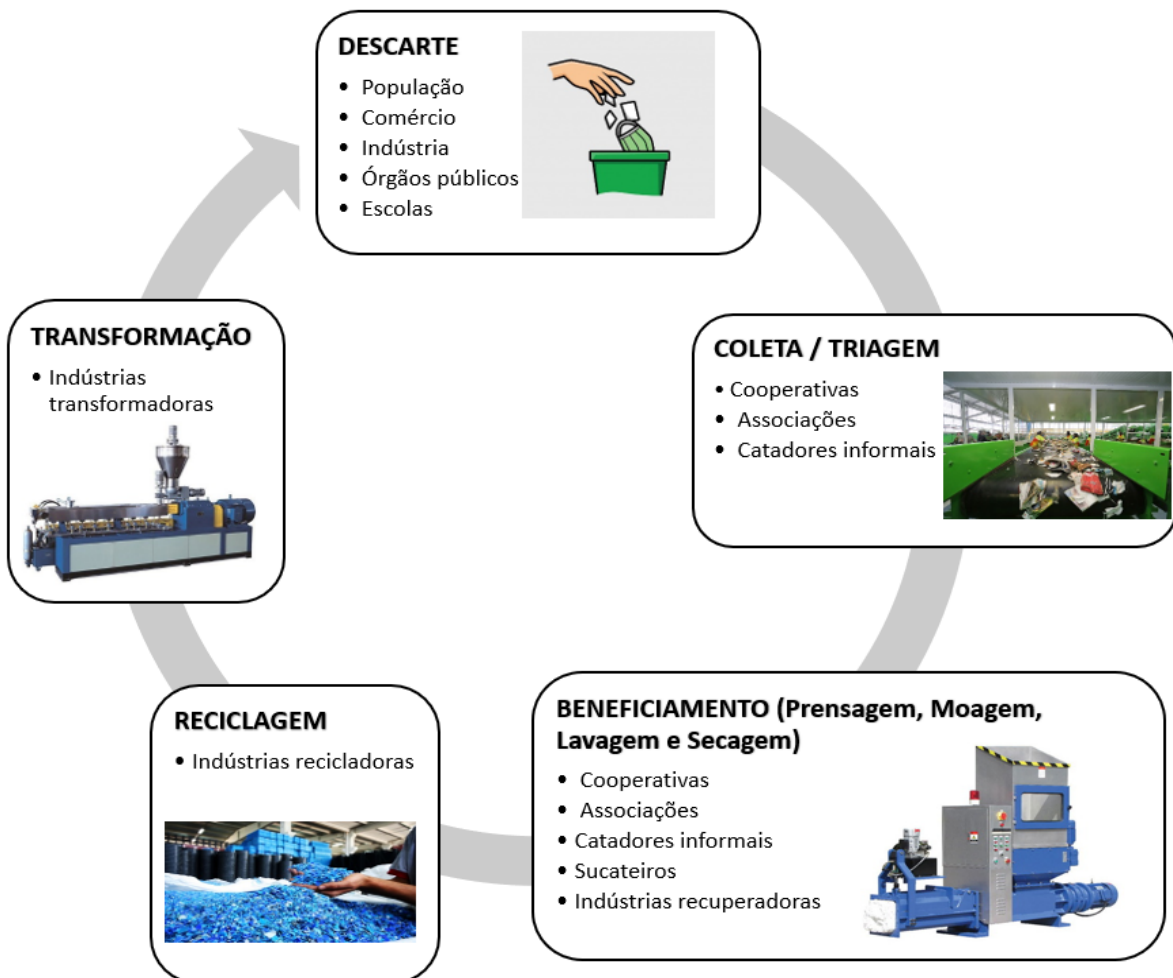 DESCARTE
• População
• Comércio
• Indústria
• Órgãos públicos
• Escolas
COLETA / TRIAGEM
• Cooperativas
• Associações
• Catadores informais
BENEFICIAMENTO (Prensagem, Moagem,
Lavagem e Secagem)
• Cooperativas
• Associações
• Catadores informais
• Sucateiros
• Indústrias recuperadoras
RECICLAGEM
• Indústrias recicladoras
TRANSFORMAÇÃO
• Indústrias
transformadoras